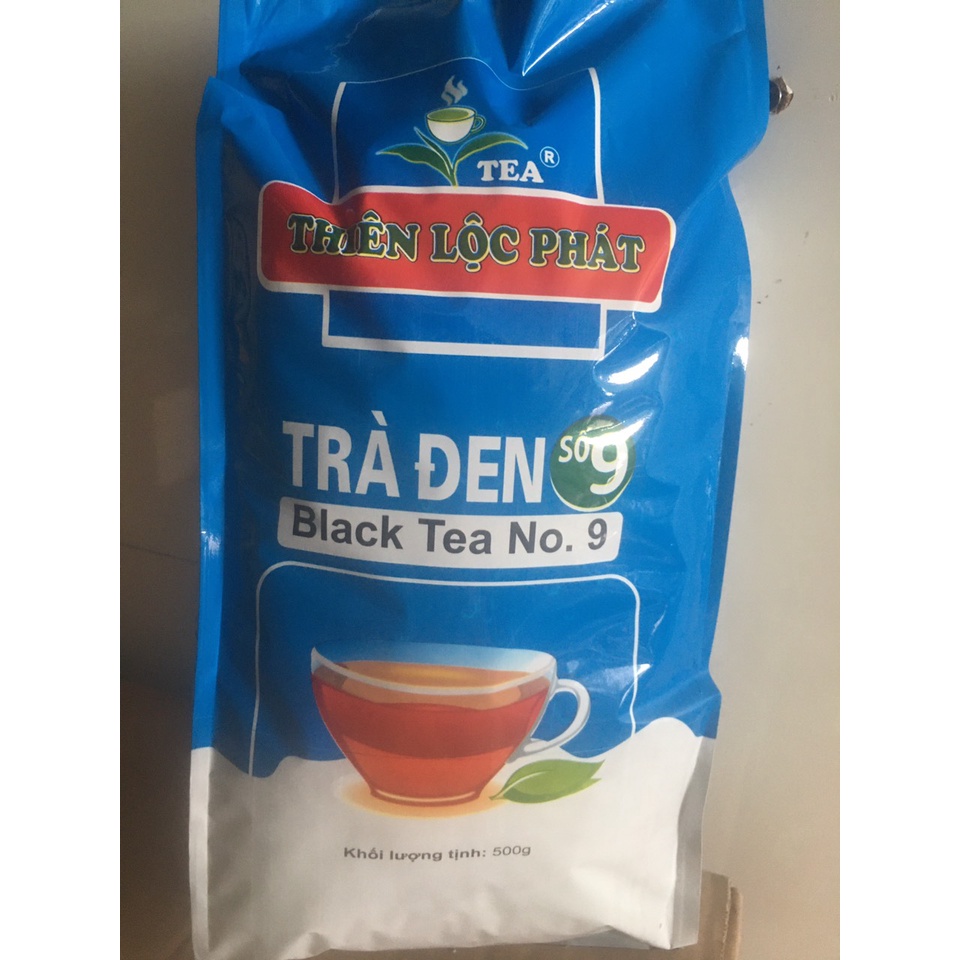 TEA ®
THIÊN LỘC PHÁT
TRÀ ĐEN SỐ 9
Black Tea No. 9
Khối lượng tịnh: 500g